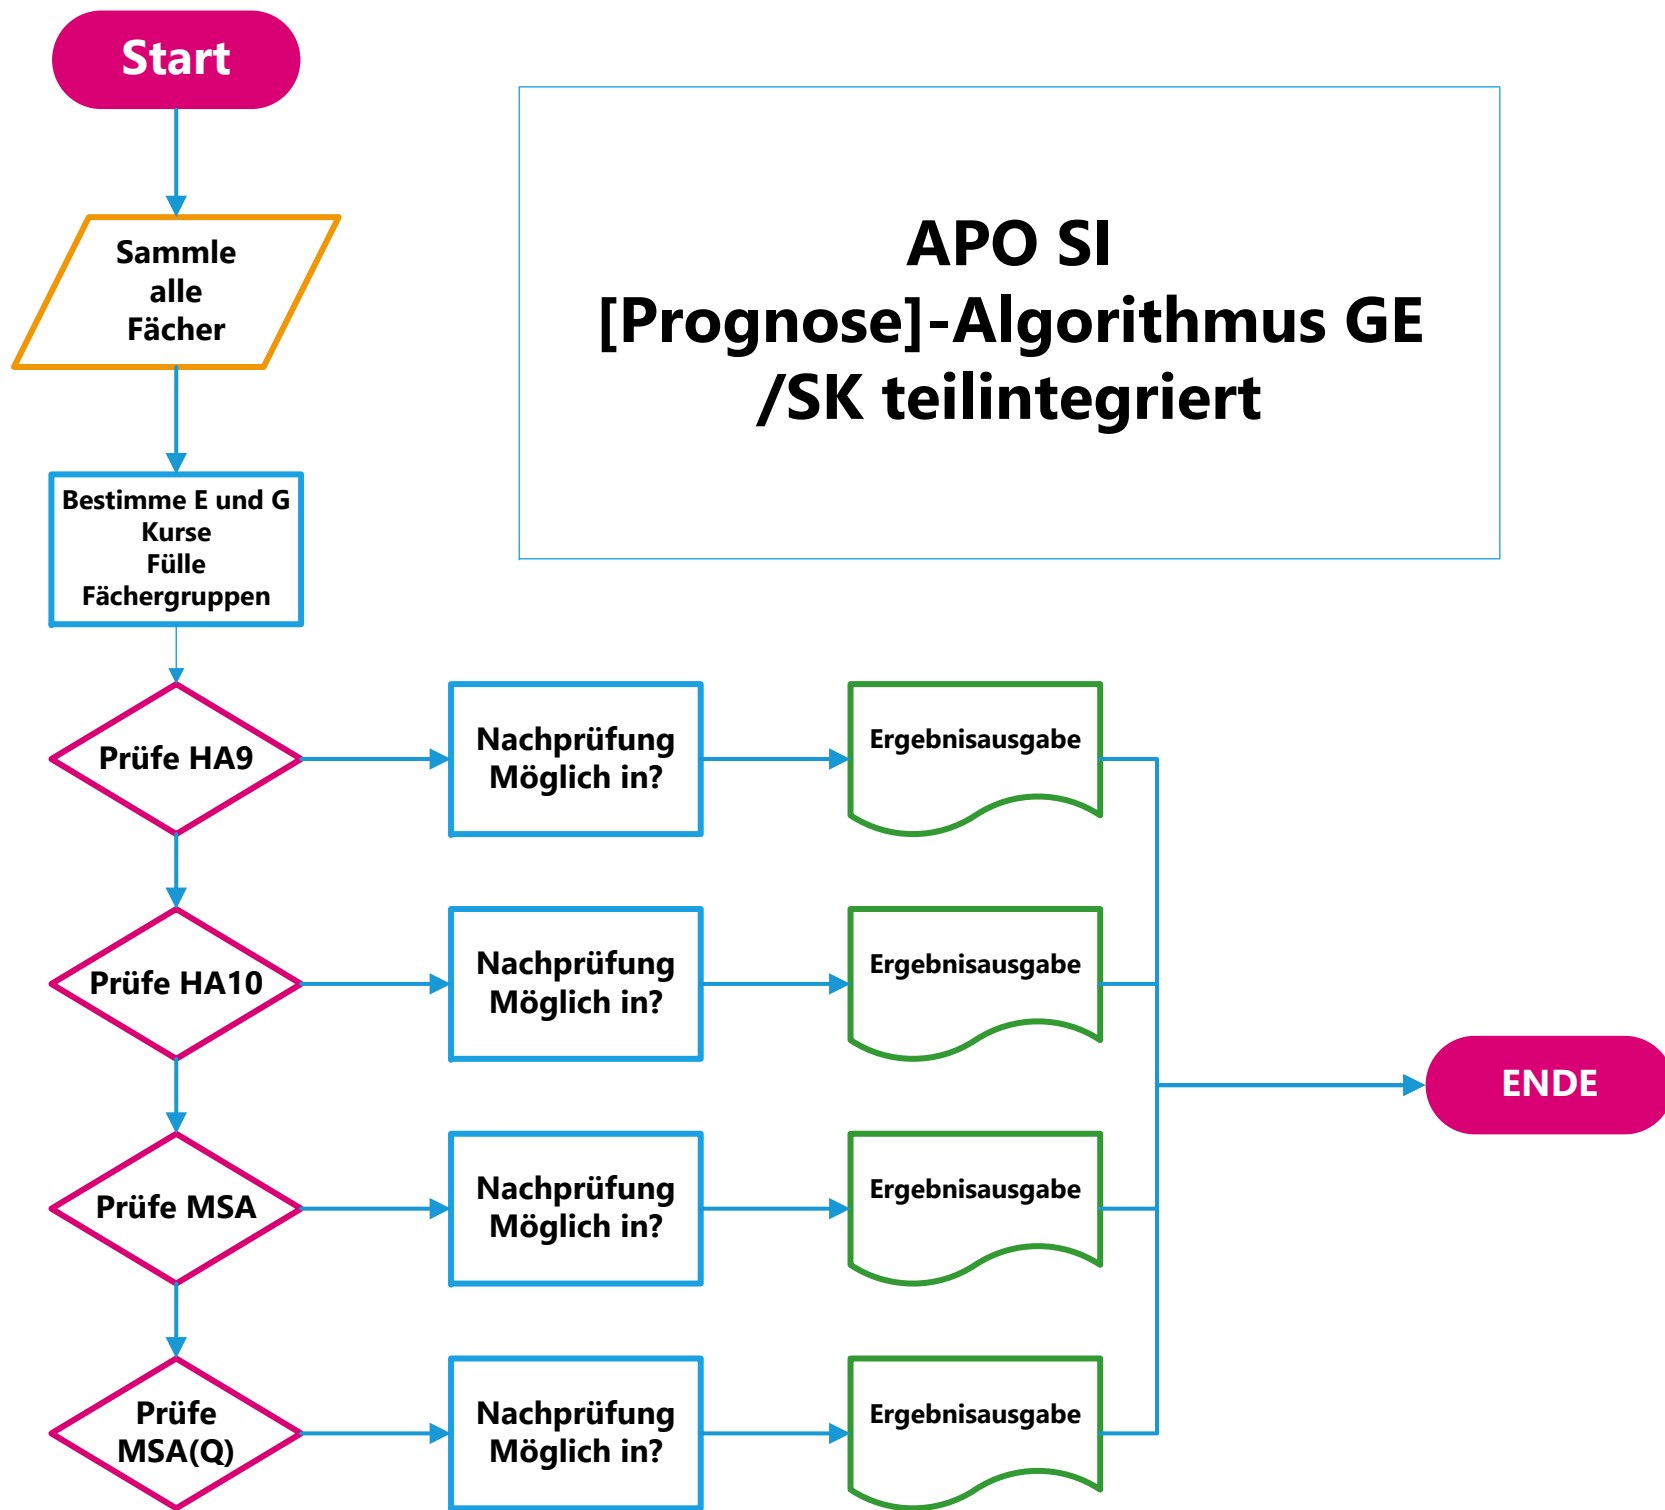 Start
APO SI
[Prognose]-Algorithmus GE
/SK teilintegriert
Sammle
alle
Fächer
Bestimme E und G
Kurse
Fülle
Fächergruppen
Prüfe HA9
Nachprüfung
Möglich in?
Ergebnisausgabe
Prüfe HA10
Nachprüfung
Möglich in?
Ergebnisausgabe
ENDE
Prüfe MSA
Nachprüfung
Möglich in?
Ergebnisausgabe
Prüfe
MSA(Q)
Nachprüfung
Möglich in?
Ergebnisausgabe